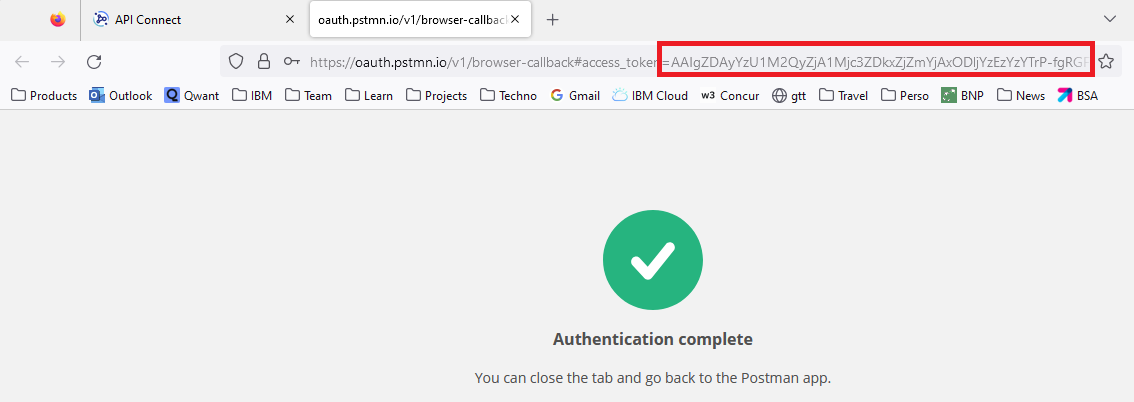 API Connect
oauth.pstmn.io/v1/browser-callback
https://oauth.pstmn.io/v1/browser-callback#access_token=AAIgZDAyYzU1M2QyZjA1Mjc3ZDkxZjZmYjAxODljYzEzYzYTrP-fgRGF
Products Outlook Qwant IBM Team Learn Projects Techno Gmail IBM Cloud w3 Concur gtt Travel Perso BNP News BSA
Authentication complete
You can close the tab and go back to the Postman app.